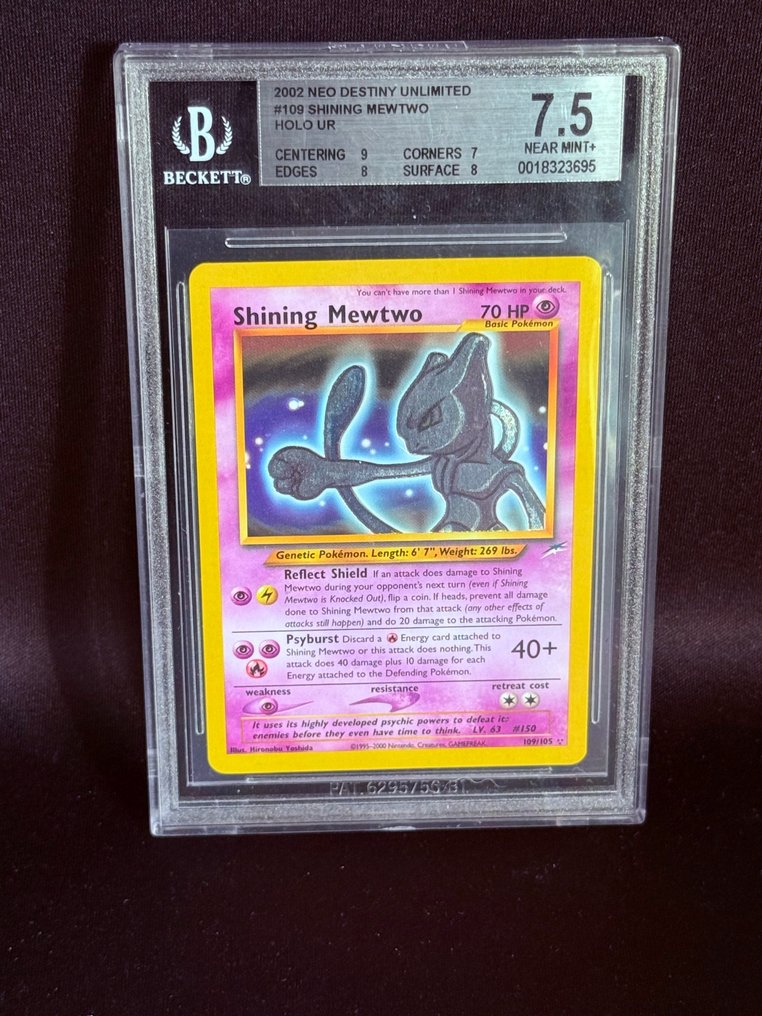 2002 NEO DESTINY UNLIMITED
#109 SHINING MEWTWO
HOLO UR
CENTERING 9 CORNERS 7
EDGES 8 SURFACE 8
7.5
NEAR MINT+
0018323695
B
BECKETT®
You can't have more than 1 Shining Mewtwo in your deck.
Shining Mewtwo 70 HP
Basic Pokémon
Genetic Pokémon. Length: 6' 7", Weight: 269 lbs.
Reflect Shield If an attack does damage to Shining
Mewtwo during your opponent's next turn (even if Shining
Mewtwo is Knocked Out), flip a coin. If heads, prevent all damage
done to Shining Mewtwo from that attack (any other effects of
attacks still happen) and do 20 damage to the attacking Pokémon.
Psyburst Discard a Energy card attached to
Shining Mewtwo or this attack does nothing. This
attack does 40 damage plus 10 damage for each
Energy attached to the Defending Pokémon.
40+
weakness resistance retreat cost
It uses its highly developed psychic powers to defeat its
enemies before they even have time to think. LV. 63 #150
Illus. Hironobu Yoshida ©1995-2000 Nintendo, Creatures, GAMEFREAK. 109/105
PAT.